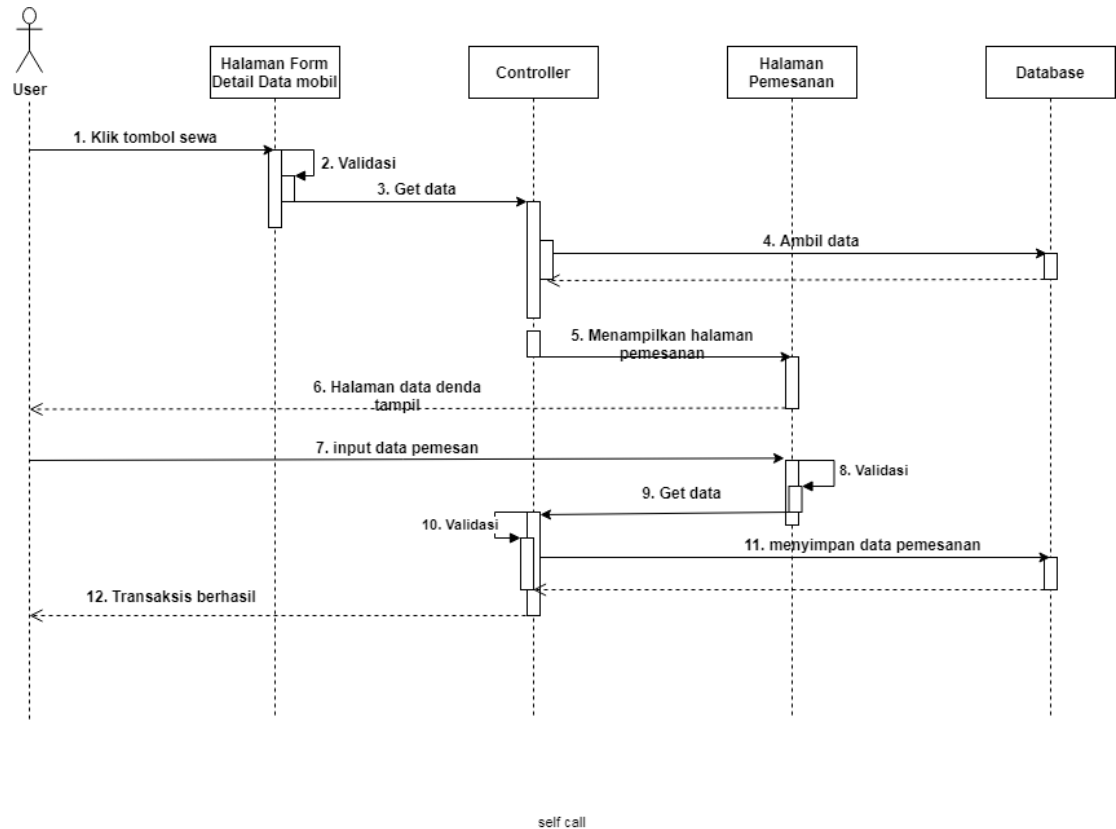 User
Halaman Form
Detail Data mobil
Controller
Halaman
Pemesanan
Database
1. Klik tombol sewa
2. Validasi
3. Get data
4. Ambil data
5. Menampilkan halaman
pemesanan
6. Halaman data denda
tampil
7. input data pemesan
8. Validasi
9. Get data
10. Validasi
11. menyimpan data pemesanan
12. Transaksis berhasil
self call